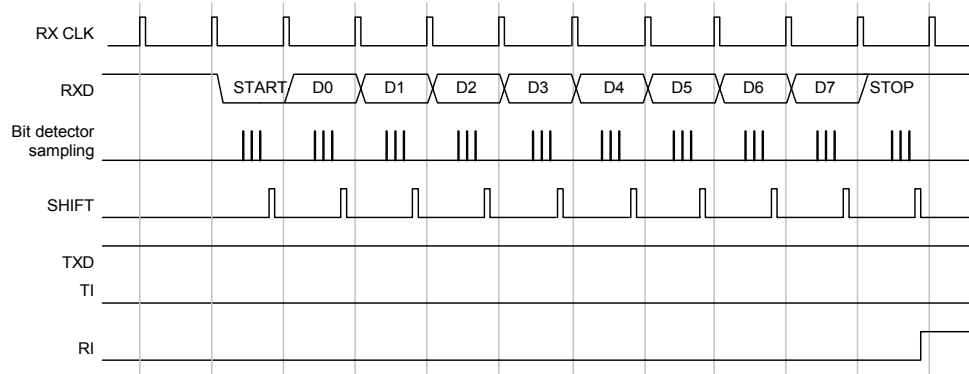 RX CLK
RXD START D0 D1 D2 D3 D4 D5 D6 D7 STOP
Bit detector
sampling
SHIFT
TXD
TI
RI